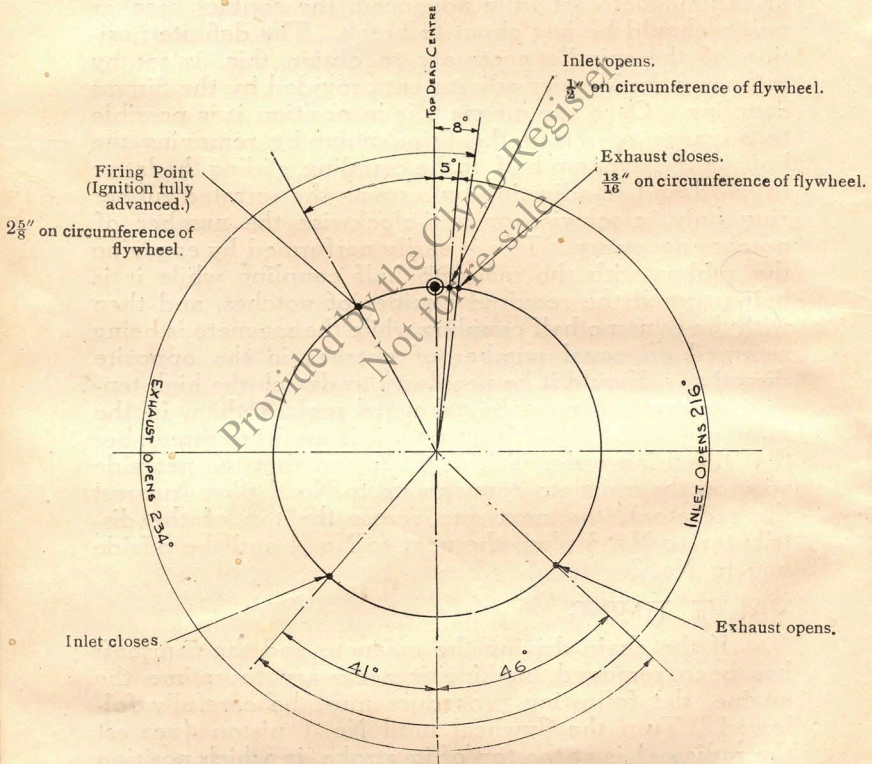 TOP DEAD CENTRE
8°
5°
Inlet opens.
1/2" on circumference of flywheel.
Exhaust closes.
13/16" on circumference of flywheel.
Firing Point
(Ignition fully
advanced.)
2 5/8" on circumference of
flywheel.
EXHAUST OPENS 234°
INLET OPENS 216°
Inlet closes.
Exhaust opens.
41°
46°
Provided by the Clyno Register
Not for re-sale